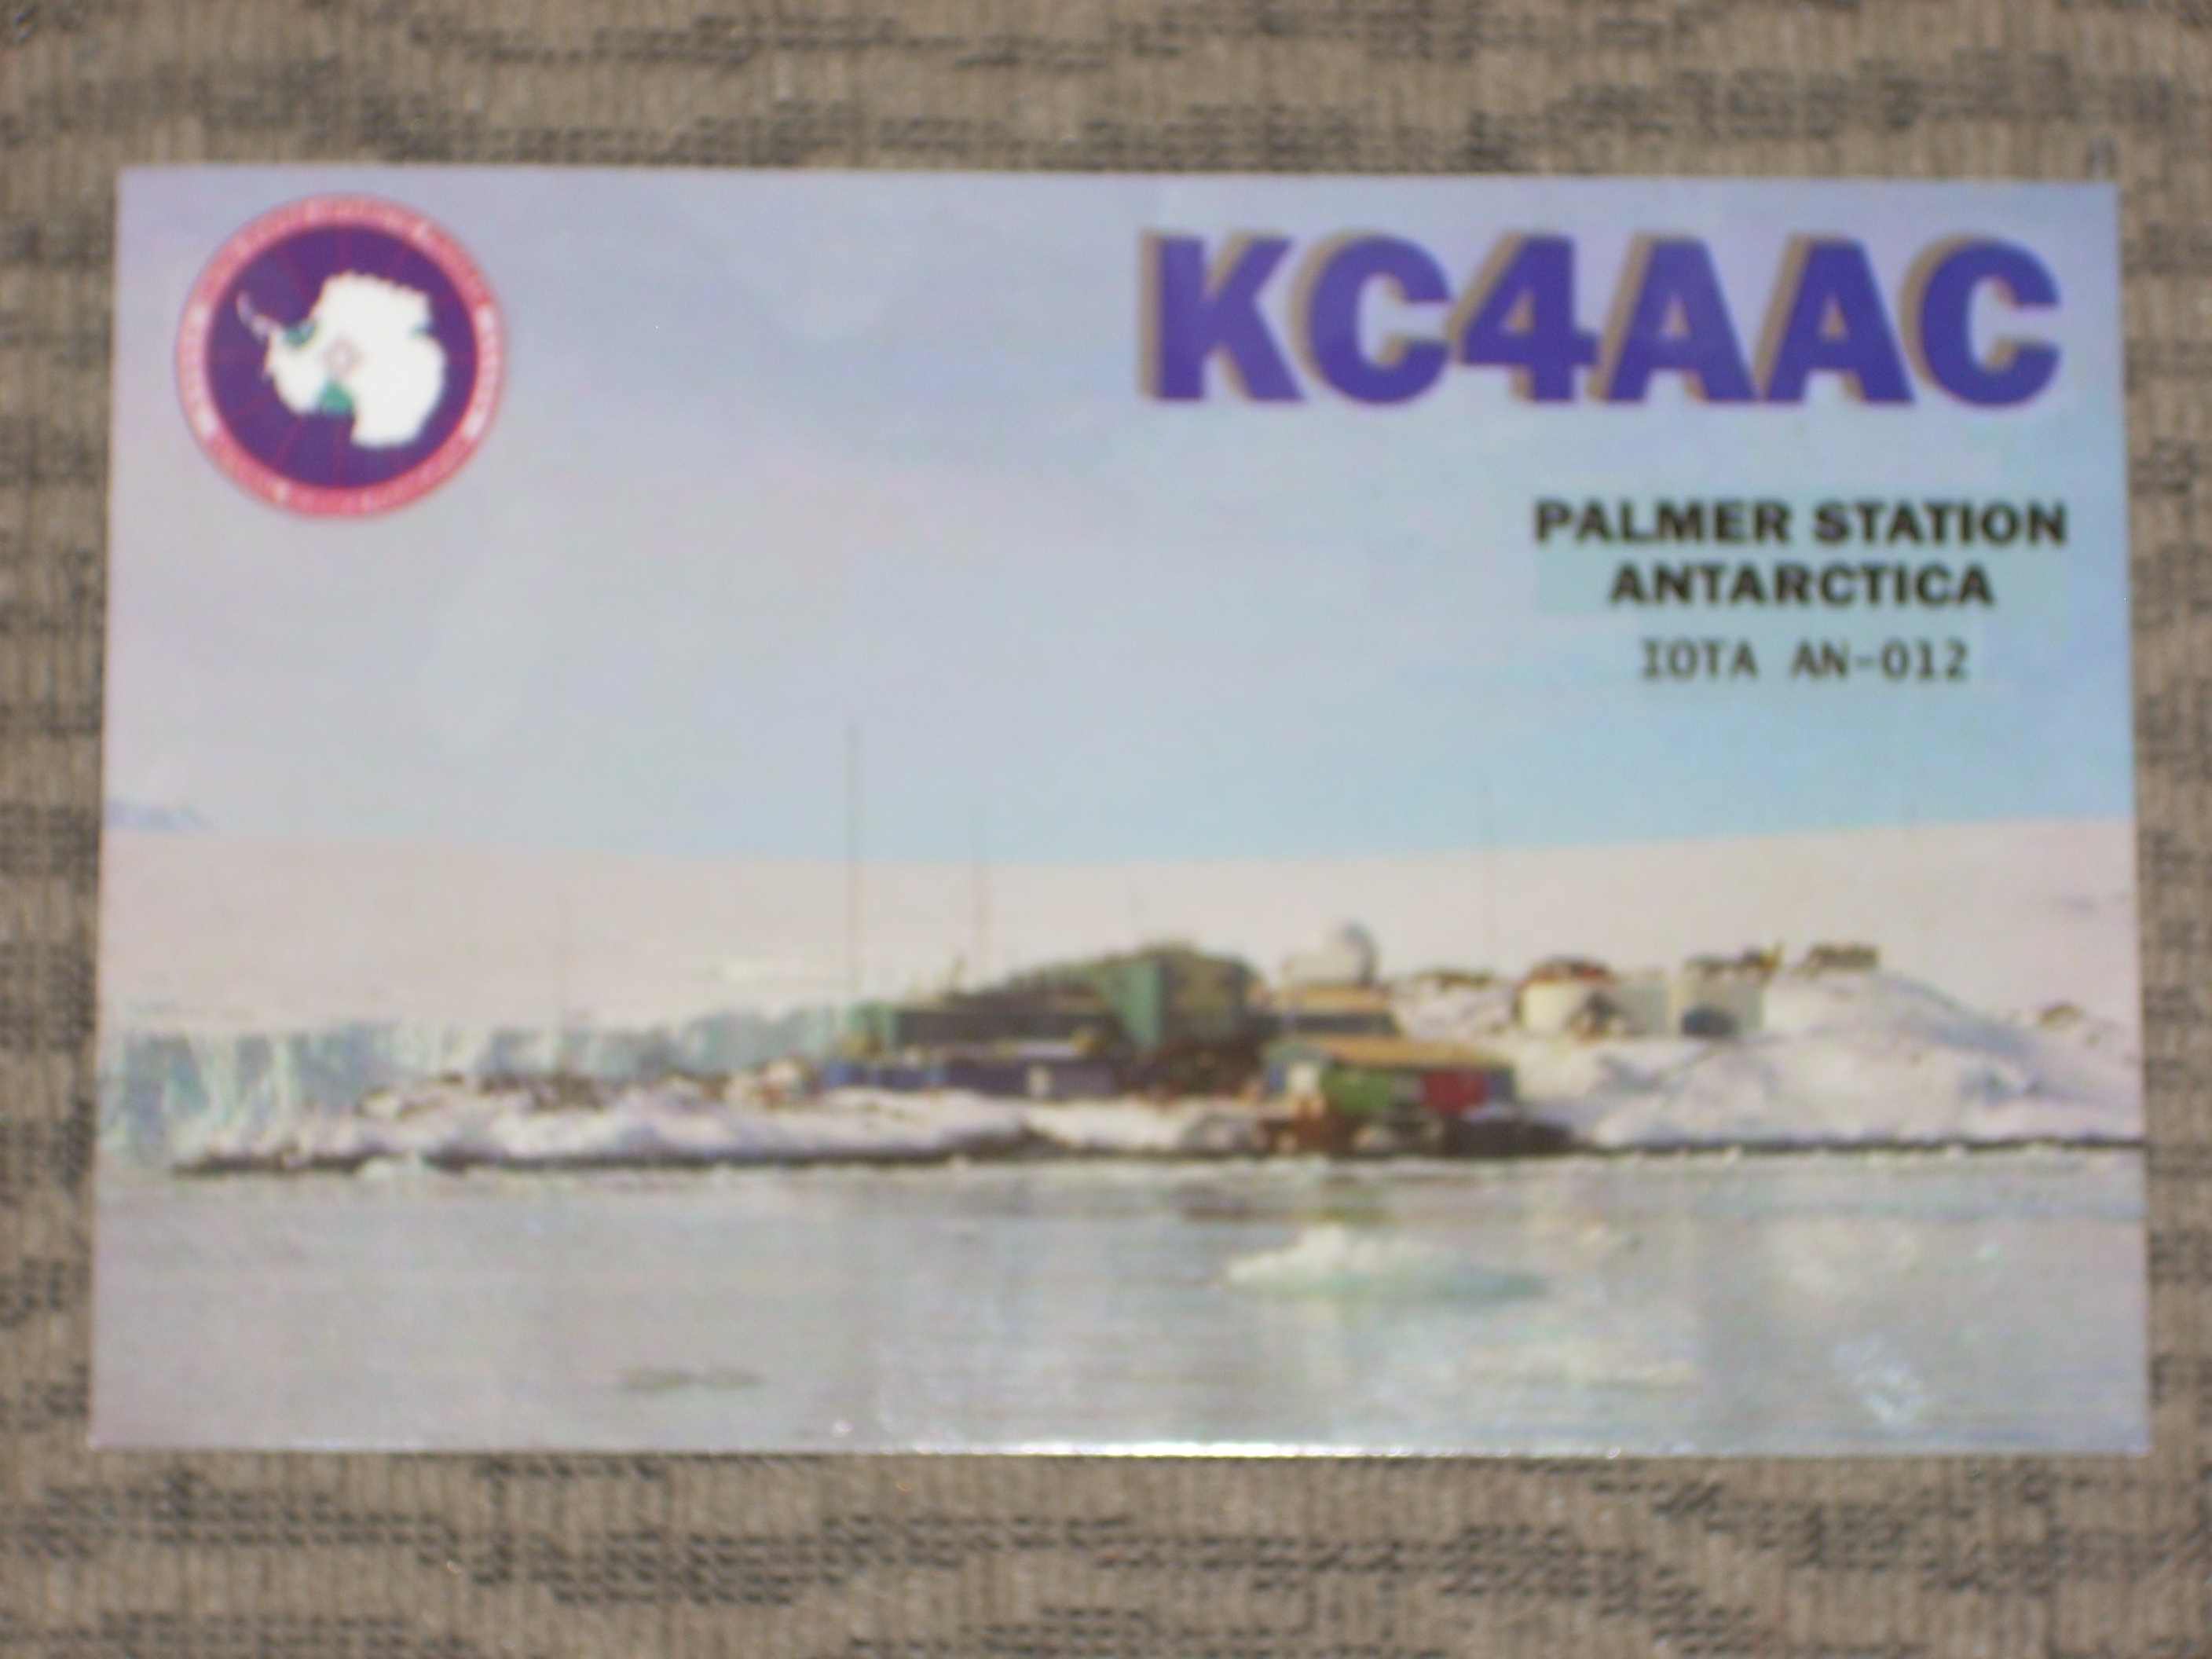 KC4AAC
PALMER STATION
ANTARCTICA
IOTA AN-012